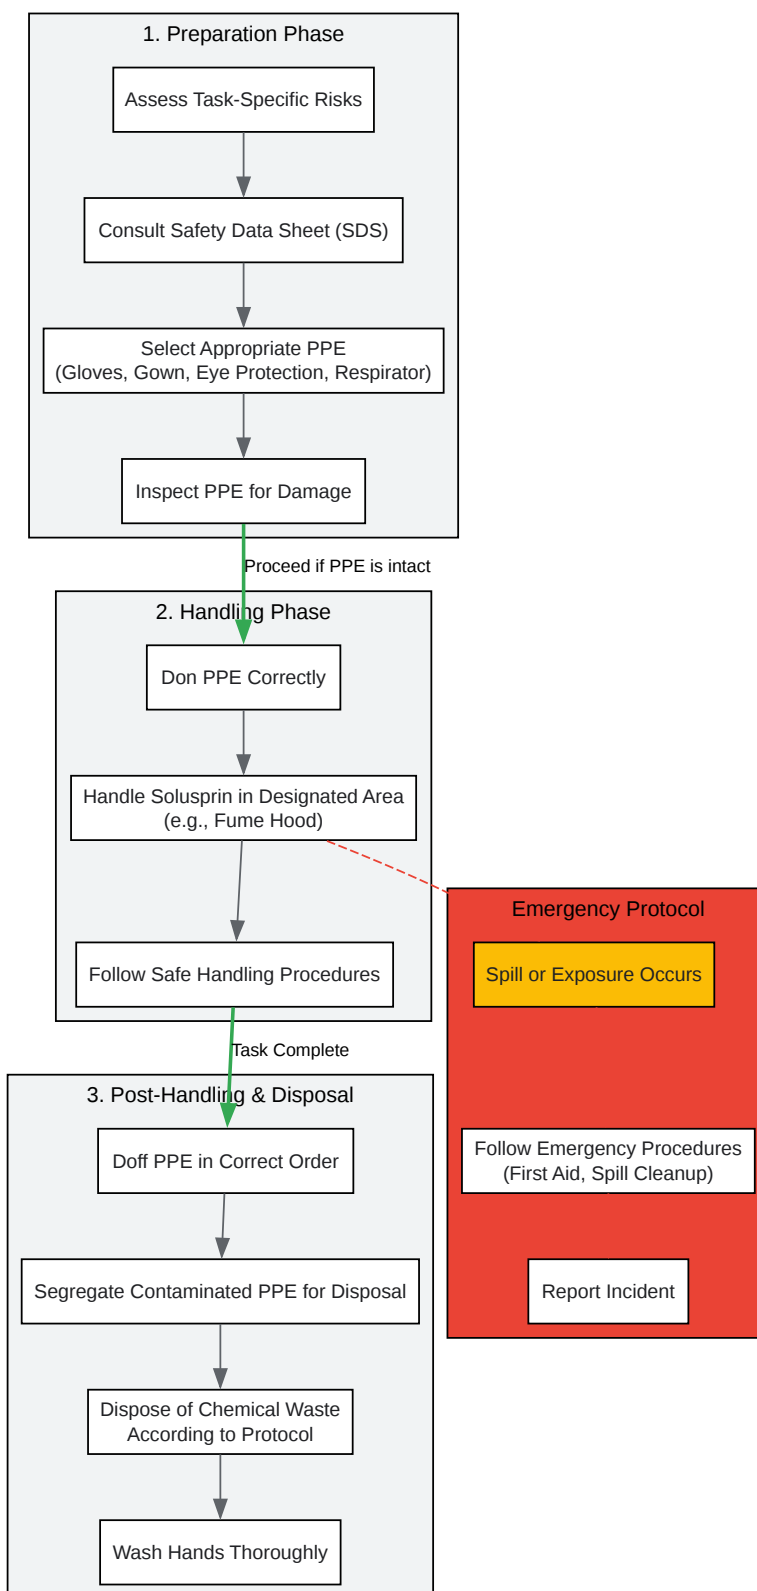 1. Preparation Phase
Assess Task-Specific Risks
Consult Safety Data Sheet (SDS)
Select Appropriate PPE
(Gloves, Gown, Eye Protection, Respirator)
Inspect PPE for Damage
Proceed if PPE is intact
2. Handling Phase
Don PPE Correctly
Handle Solusprin in Designated Area
(e.g., Fume Hood)
Follow Safe Handling Procedures
Task Complete
Emergency Protocol
Spill or Exposure Occurs
Follow Emergency Procedures
(First Aid, Spill Cleanup)
Report Incident
3. Post-Handling & Disposal
Doff PPE in Correct Order
Segregate Contaminated PPE for Disposal
Dispose of Chemical Waste
According to Protocol
Wash Hands Thoroughly